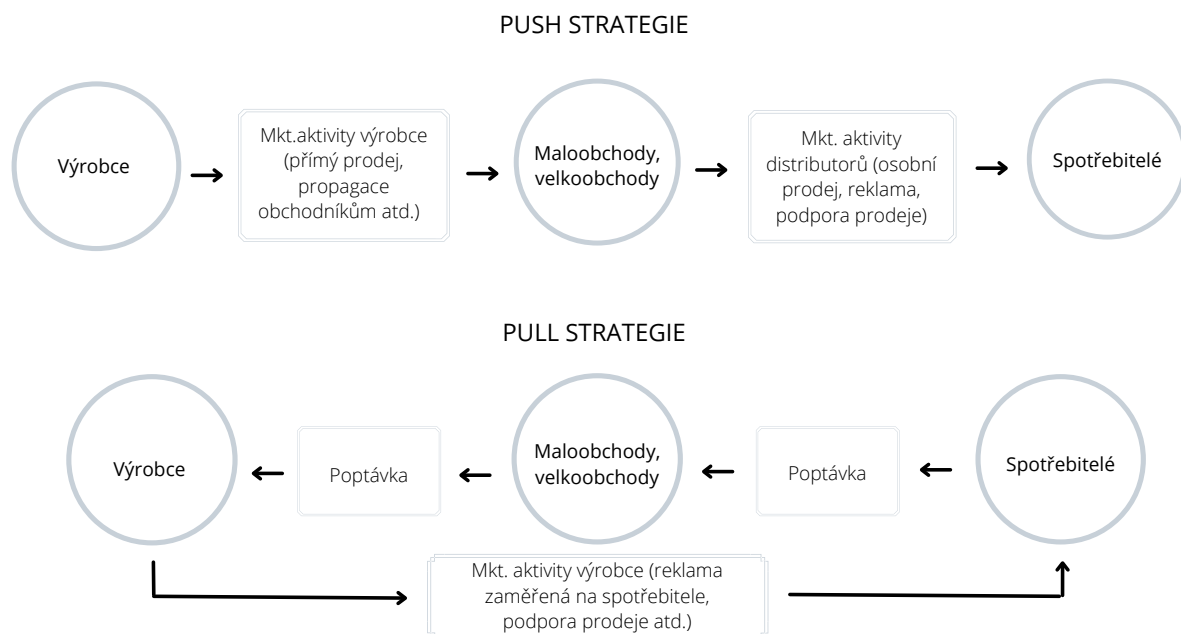 PUSH STRATEGIE
Výrobce
Mkt.aktivity výrobce
(přímý prodej,
propagace
obchodníkům atd.)
Maloobchody,
velkoobchody
Mkt. aktivity
distributorů (osobní
prodej, reklama,
podpora prodeje)
Spotřebitelé
PULL STRATEGIE
Výrobce
Poptávka
Maloobchody,
velkoobchody
Poptávka
Spotřebitelé
Mkt. aktivity výrobce (reklama
zaměřená na spotřebitele,
podpora prodeje atd.)